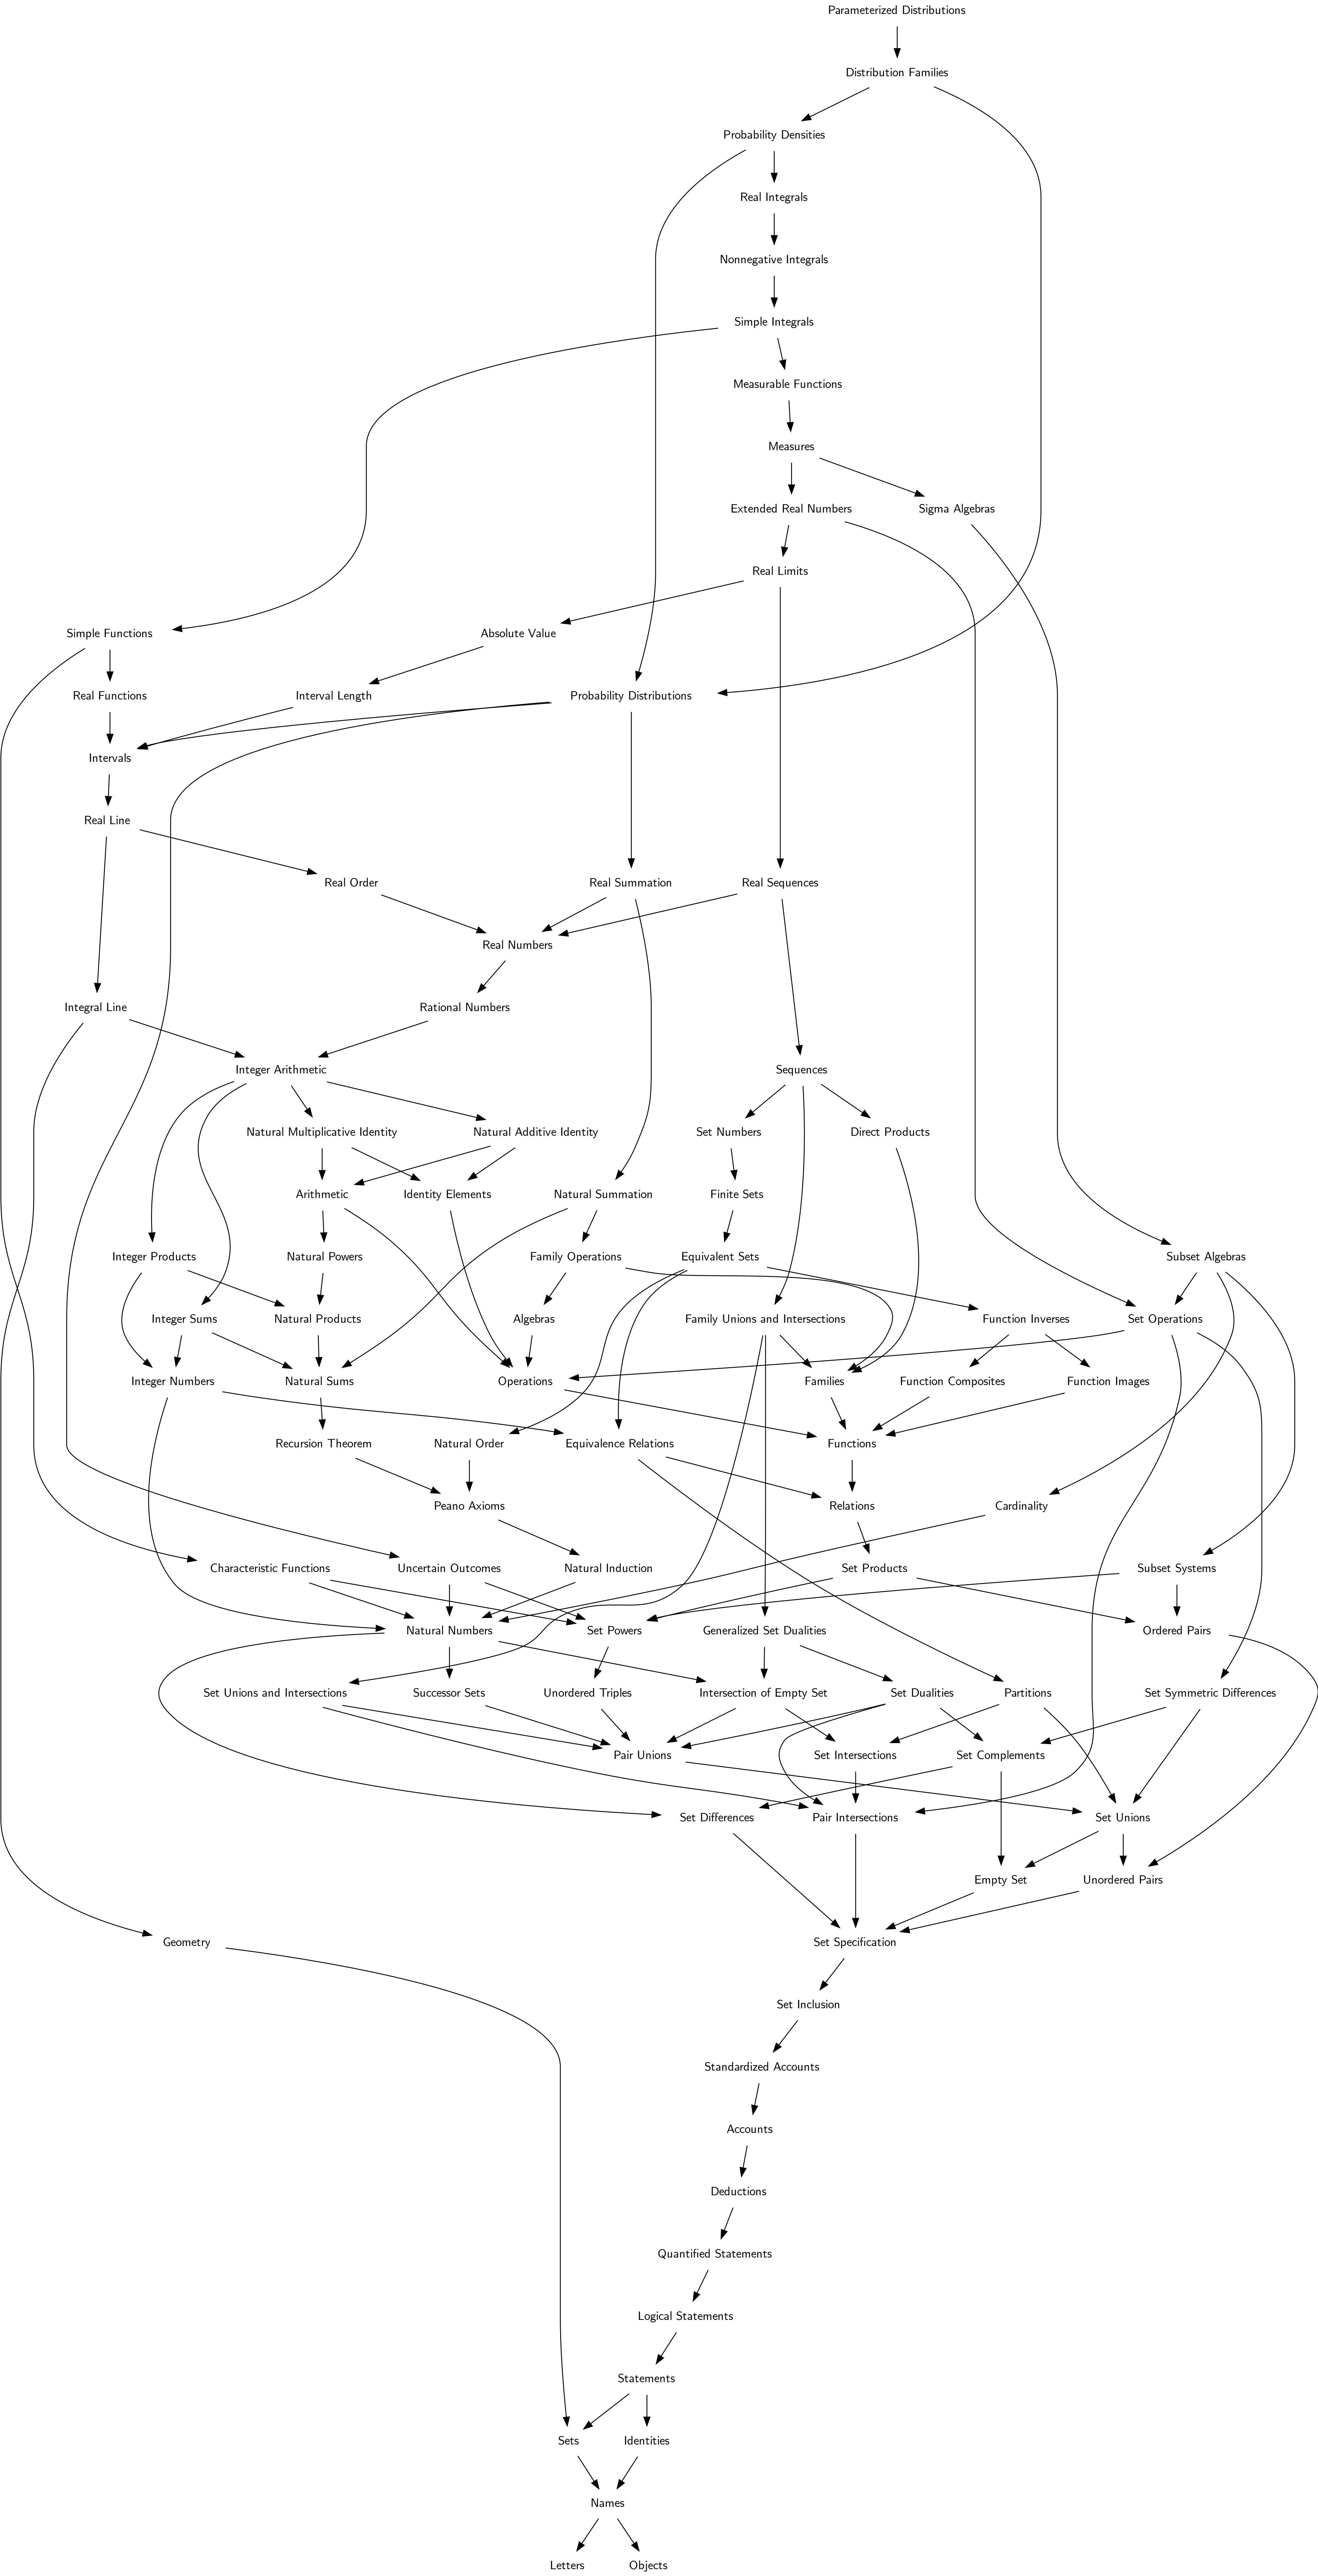 Parameterized Distributions
Distribution Families
Probability Densities
Real Integrals
Nonnegative Integrals
Simple Integrals
Measurable Functions
Measures
Extended Real Numbers
Sigma Algebras
Real Limits
Simple Functions
Absolute Value
Real Functions
Interval Length
Probability Distributions
Intervals
Real Line
Real Order
Real Summation
Real Sequences
Real Numbers
Integral Line
Rational Numbers
Integer Arithmetic
Sequences
Natural Multiplicative Identity
Natural Additive Identity
Set Numbers
Direct Products
Arithmetic
Identity Elements
Natural Summation
Finite Sets
Integer Products
Natural Powers
Family Operations
Equivalent Sets
Subset Algebras
Integer Sums
Natural Products
Algebras
Family Unions and Intersections
Function Inverses
Set Operations
Integer Numbers
Natural Sums
Operations
Families
Function Composites
Function Images
Recursion Theorem
Natural Order
Equivalence Relations
Functions
Peano Axioms
Relations
Cardinality
Characteristic Functions
Uncertain Outcomes
Natural Induction
Set Products
Subset Systems
Natural Numbers
Set Powers
Generalized Set Dualities
Ordered Pairs
Set Unions and Intersections
Successor Sets
Unordered Triples
Intersection of Empty Set
Set Dualities
Partitions
Set Symmetric Differences
Pair Unions
Set Intersections
Set Complements
Set Differences
Pair Intersections
Set Unions
Empty Set
Unordered Pairs
Geometry
Set Specification
Set Inclusion
Standardized Accounts
Accounts
Deductions
Quantified Statements
Logical Statements
Statements
Sets
Identities
Names
Letters
Objects